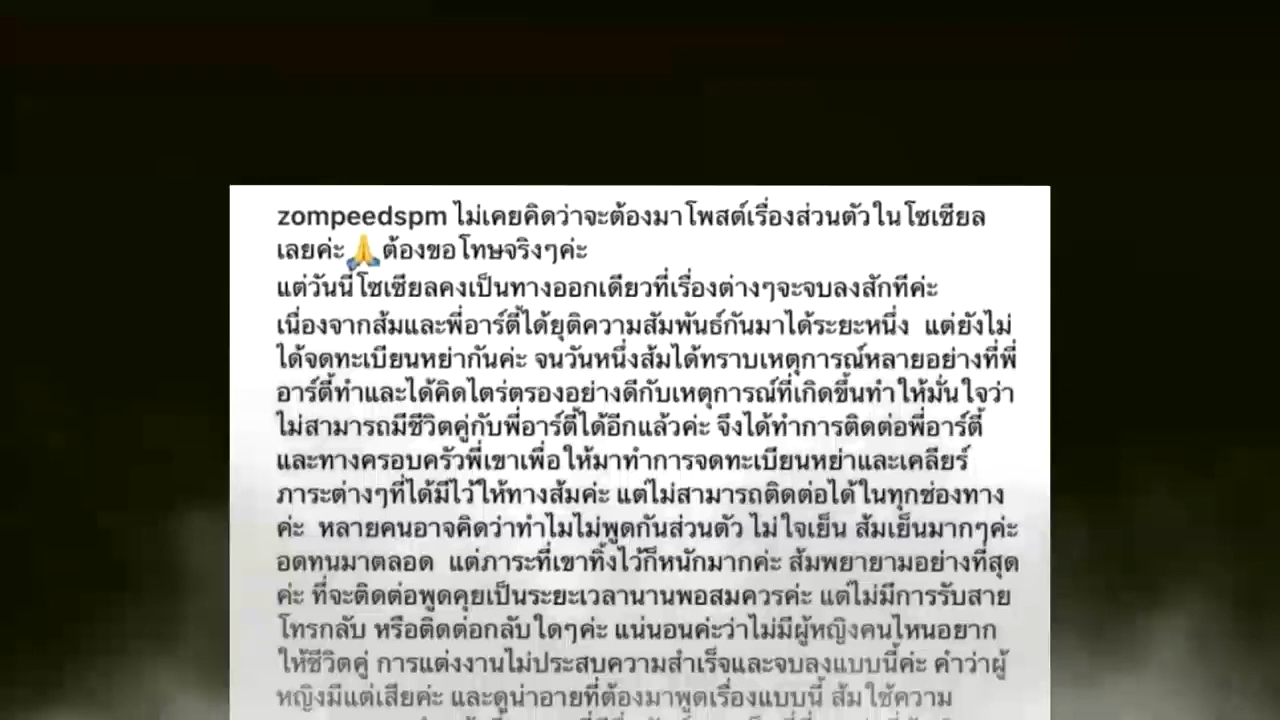 zompeedspm ไม่เคยคิดว่าจะต้องมาโพสต์เรื่องส่วนตัวในโซเชียล
เลยค่ะ🙏ต้องขอโทษจริงๆค่ะ
แต่วันนี้โซเชียลคงเป็นทางออกเดียวที่เรื่องต่างๆจะจบลงสักทีค่ะ
เนื่องจากส้มและพี่อาร์ตี้ได้ยุติความสัมพันธ์กันมาได้ระยะหนึ่ง แต่ยังไม่
ได้จดทะเบียนหย่ากันค่ะ จนวันหนึ่งส้มได้ทราบเหตุการณ์หลายอย่างที่พี่
อาร์ตี้ทำและได้คิดไตร่ตรองอย่างดีกับเหตุการณ์ที่เกิดขึ้นทำให้มั่นใจว่า
ไม่สามารถมีชีวิตคู่กับพี่อาร์ตี้ได้อีกแล้วค่ะ จึงได้ทำการติดต่อพี่อาร์ตี้
และทางครอบครัวพี่เขาเพื่อให้มาทำการจดทะเบียนหย่าและเคลียร์
ภาระต่างๆที่ได้มีไว้ให้ทางส้มค่ะ แต่ไม่สามารถติดต่อได้ในทุกช่องทาง
ค่ะ หลายคนอาจคิดว่าทำไมไม่พูดกันส่วนตัว ไม่ใจเย็น ส้มเย็นมากๆค่ะ
อดทนมาตลอด แต่ภาระที่เขาทิ้งไว้ก็หนักมากค่ะ ส้มพยายามอย่างที่สุด
ค่ะ ที่จะติดต่อพูดคุยเป็นระยะเวลานานพอสมควรค่ะ แต่ไม่มีการรับสาย
โทรกลับ หรือติดต่อกลับใดๆค่ะ แน่นอนค่ะว่าไม่มีผู้หญิงคนไหนอยาก
ให้ชีวิตคู่ การแต่งงานไม่ประสบความสำเร็จและจบลงแบบนี้ค่ะ คำว่าผู้
หญิงมีแต่เสียค่ะ และดูน่าอายที่ต้องมาพูดเรื่องแบบนี้ ส้มใช้ความ